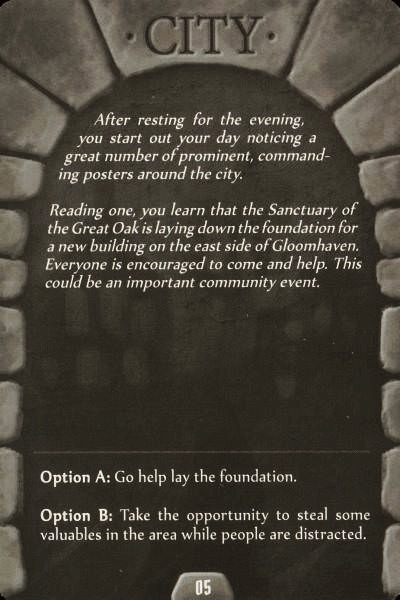 · CITY ·
After resting for the evening,
you start out your day noticing a
great number of prominent, command-
ing posters around the city.
Reading one, you learn that the Sanctuary of
the Great Oak is laying down the foundation for
a new building on the east side of Gloomhaven.
Everyone is encouraged to come and help. This
could be an important community event.
Option A: Go help lay the foundation.
Option B: Take the opportunity to steal some
valuables in the area while people are distracted.
05